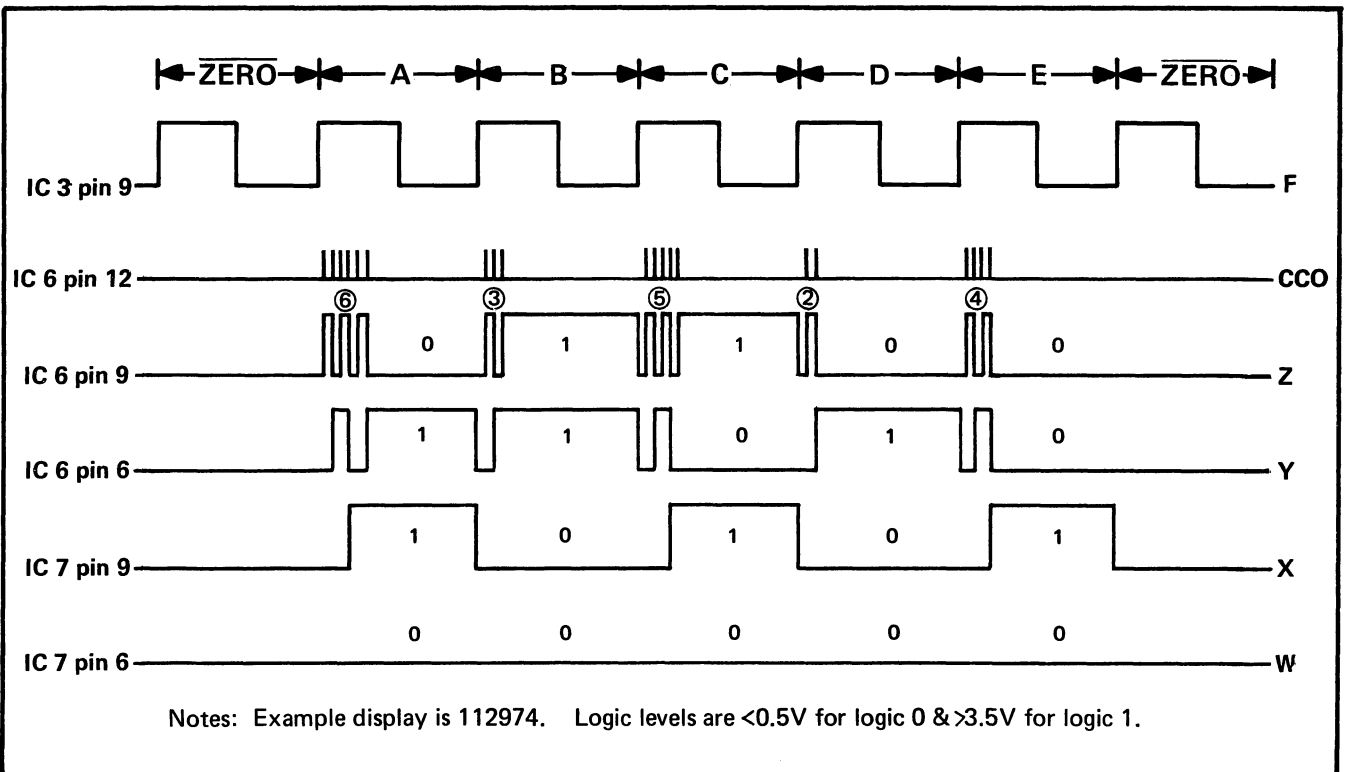 ZERO A B C D E ZERO
IC 3 pin 9 F
IC 6 pin 12 CCO
⑥ ③ ⑤ ② ④
0 1 1 0 0
IC 6 pin 9 Z
1 1 0 1 0
IC 6 pin 6 Y
1 0 1 0 1
IC 7 pin 9 X
0 0 0 0 0
IC 7 pin 6 W
Notes: Example display is 112974. Logic levels are <0.5V for logic 0 & >3.5V for logic 1.